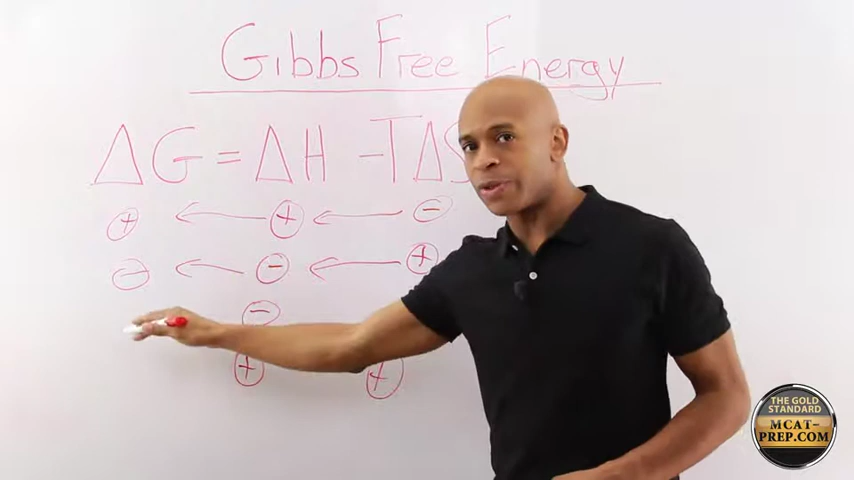 Gibbs Free Energy
ΔG = ΔH - TΔS
+ ← + ← -
- ← - ← +
-
+ +
THE GOLD
STANDARD
MCAT-
PREP.COM